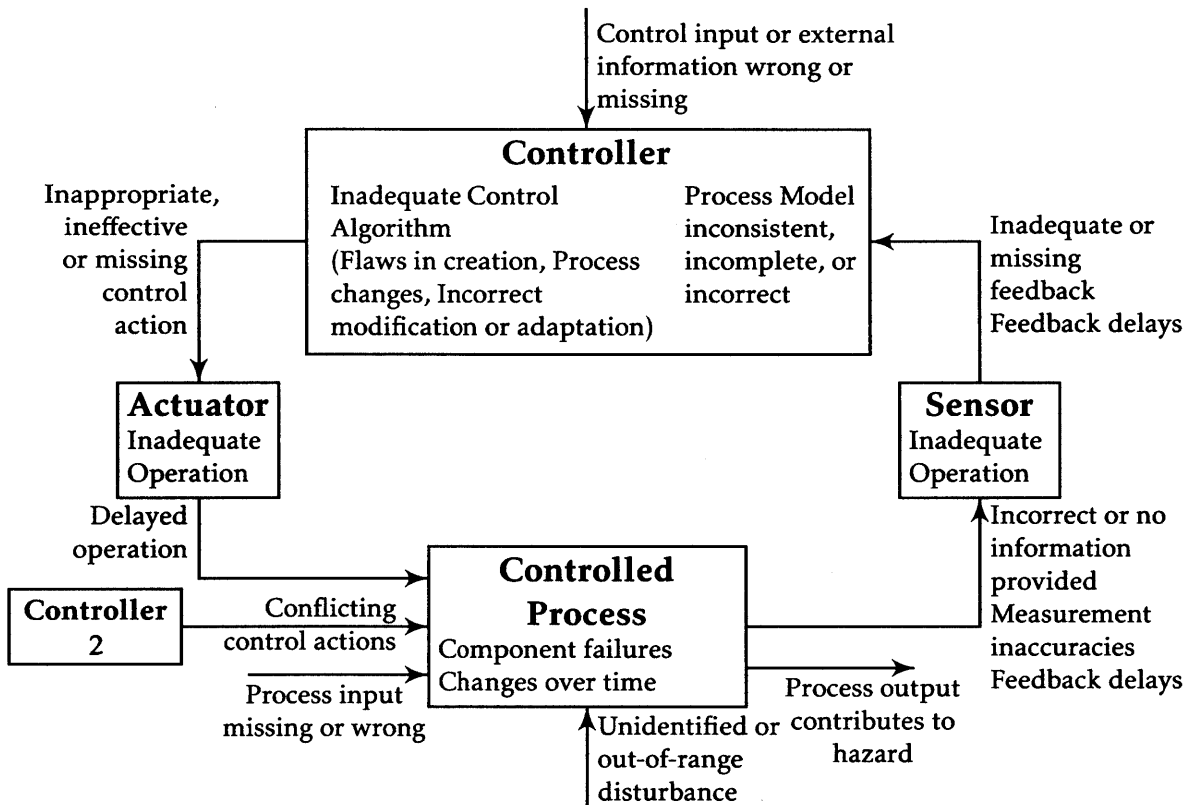 Control input or external
information wrong or
missing
Controller
Inadequate Control
Algorithm
(Flaws in creation, Process
changes, Incorrect
modification or adaptation)
Process Model
inconsistent,
incomplete, or
incorrect
Inappropriate,
ineffective
or missing
control
action
Inadequate or
missing
feedback
Feedback delays
Actuator
Inadequate
Operation
Sensor
Inadequate
Operation
Delayed
operation
Incorrect or no
information
provided
Measurement
inaccuracies
Feedback delays
Controller
2
Conflicting
control actions
Controlled
Process
Component failures
Changes over time
Process input
missing or wrong
Process output
contributes to
hazard
Unidentified or
out-of-range
disturbance